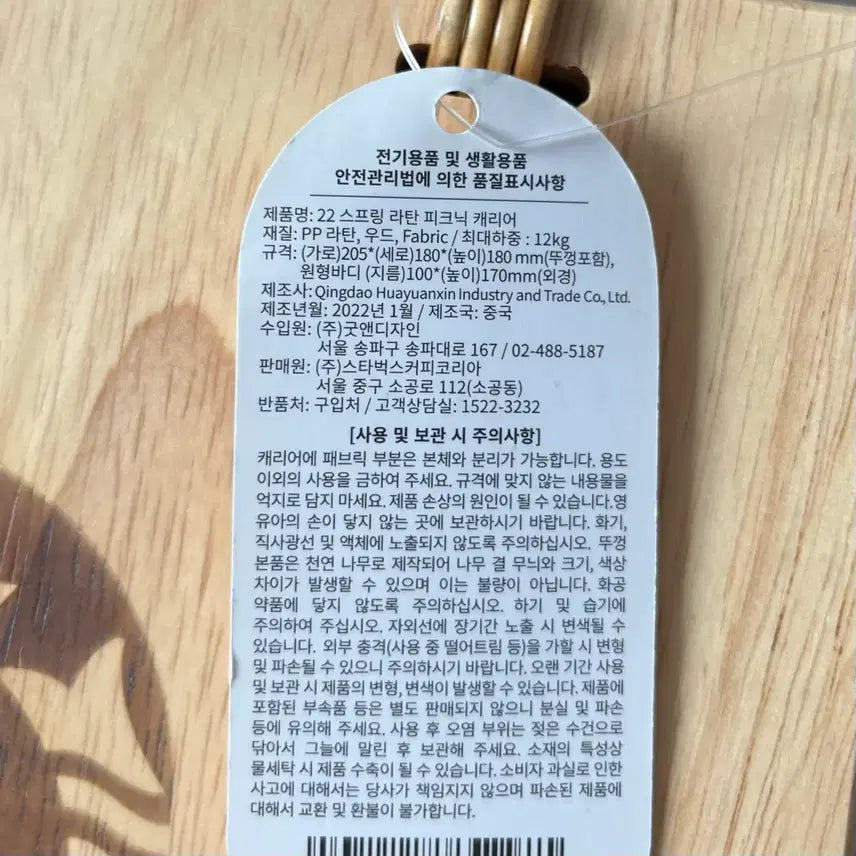 전기용품 및 생활용품
안전관리법에 의한 품질표시사항
제품명: 22 스프링 라탄 피크닉 캐리어
재질: PP 라탄, 우드, Fabric / 최대하중 : 12kg
규격: (가로)205*(세로)180*(높이)180 mm(뚜껑포함),
원형바디 (지름)100*(높이)170mm(외경)
제조사: Qingdao Huayuanxin Industry and Trade Co., Ltd.
제조년월: 2022년 1월 / 제조국: 중국
수입원: (주)굿앤디자인
서울 송파구 송파대로 167 / 02-488-5187
판매원: (주)스타벅스커피코리아
서울 중구 소공로 112(소공동)
반품처: 구입처 / 고객상담실: 1522-3232
[사용 및 보관 시 주의사항]
캐리어에 패브릭 부분은 본체와 분리가 가능합니다. 용도
이외의 사용을 금하여 주세요. 규격에 맞지 않는 내용물을
억지로 담지 마세요. 제품 손상의 원인이 될 수 있습니다.영
유아의 손이 닿지 않는 곳에 보관하시기 바랍니다. 화기,
직사광선 및 액체에 노출되지 않도록 주의하십시오. 뚜껑
본품은 천연 나무로 제작되어 나무 결 무늬와 크기, 색상
차이가 발생할 수 있으며 이는 불량이 아닙니다. 화공
약품에 닿지 않도록 주의하십시오. 하기 및 습기에
주의하여 주십시오. 자외선에 장기간 노출 시 변색될 수
있습니다. 외부 충격(사용 중 떨어트림 등)을 가할 시 변형
및 파손될 수 있으니 주의하시기 바랍니다. 오랜 기간 사용
및 보관 시 제품의 변형, 변색이 발생할 수 있습니다. 제품에
포함된 부속품 등은 별도 판매되지 않으니 분실 및 파손
등에 유의해 주세요. 사용 후 오염 부위는 젖은 수건으로
닦아서 그늘에 말린 후 보관해 주세요. 소재의 특성상
물세탁 시 제품 수축이 될 수 있습니다. 소비자 과실로 인한
사고에 대해서는 당사가 책임지지 않으며 파손된 제품에
대해서 교환 및 환불이 불가합니다.